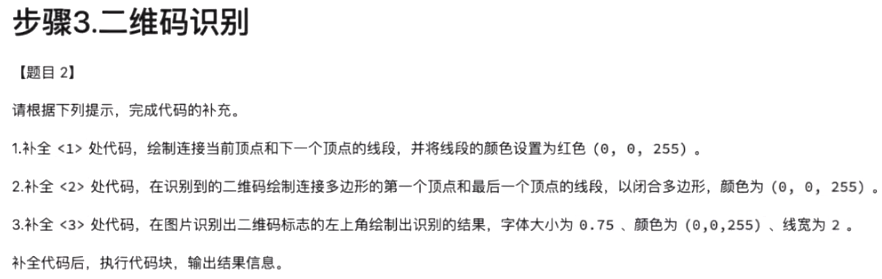 步骤3.二维码识别
【题目 2】
请根据下列提示，完成代码的补充。
1.补全 <1> 处代码，绘制连接当前顶点和下一个顶点的线段，并将线段的颜色设置为红色 (0, 0, 255) 。
2.补全 <2> 处代码，在识别到的二维码绘制连接多边形的第一个顶点和最后一个顶点的线段，以闭合多边形，颜色为 (0, 0, 255) 。
3.补全 <3> 处代码，在图片识别出二维码标志的左上角绘制出识别的结果，字体大小为 0.75 、颜色为 (0,0,255) 、线宽为 2 。
补全代码后，执行代码块，输出结果信息。